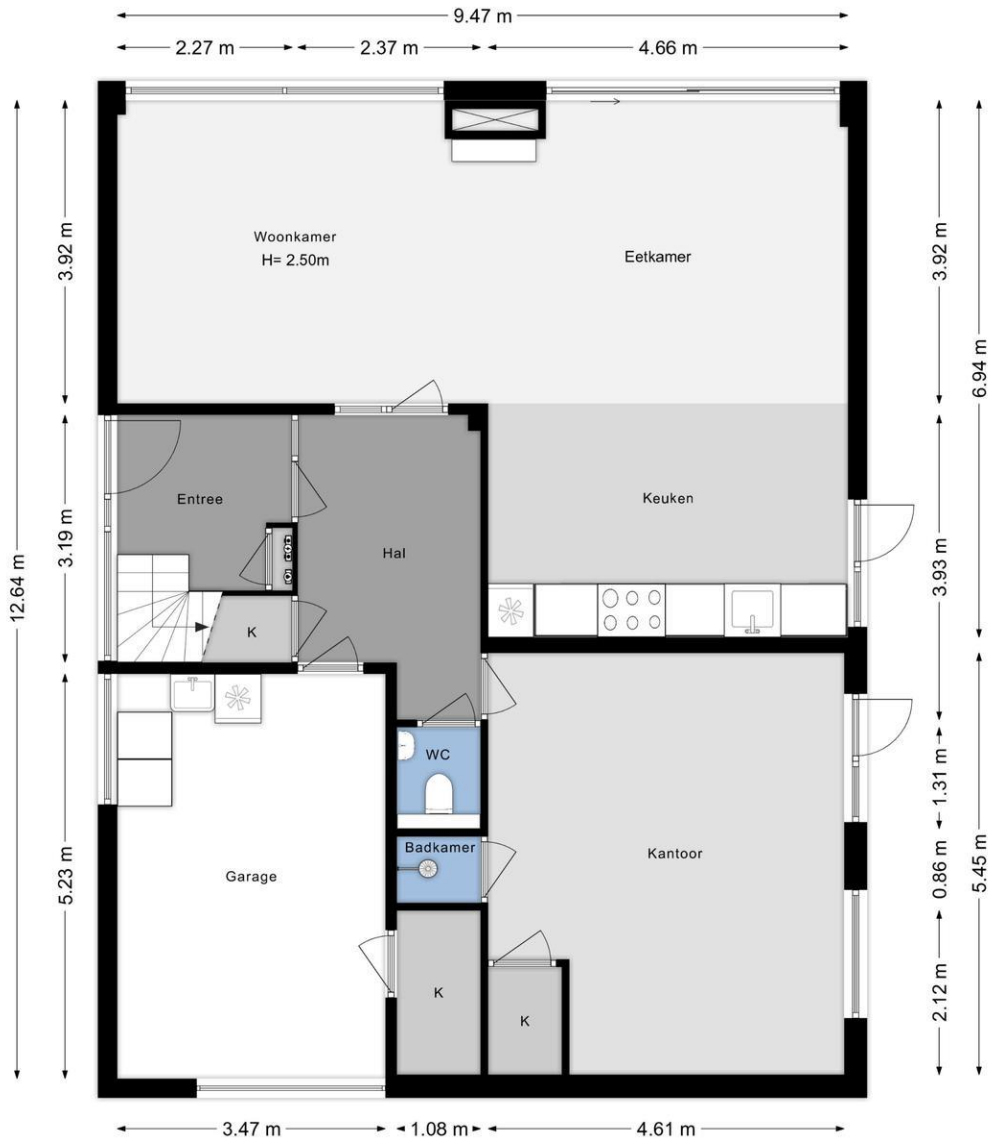 9.47 m
2.27 m
2.37 m
4.66 m
3.92 m
3.92 m
Woonkamer
H= 2.50m
Eetkamer
6.94 m
12.64 m
3.19 m
Entree
Keuken
Hal
3.93 m
K
WC
1.31 m
Badkamer
Kantoor
0.86 m
5.45 m
5.23 m
Garage
2.12 m
K
K
3.47 m
1.08 m
4.61 m